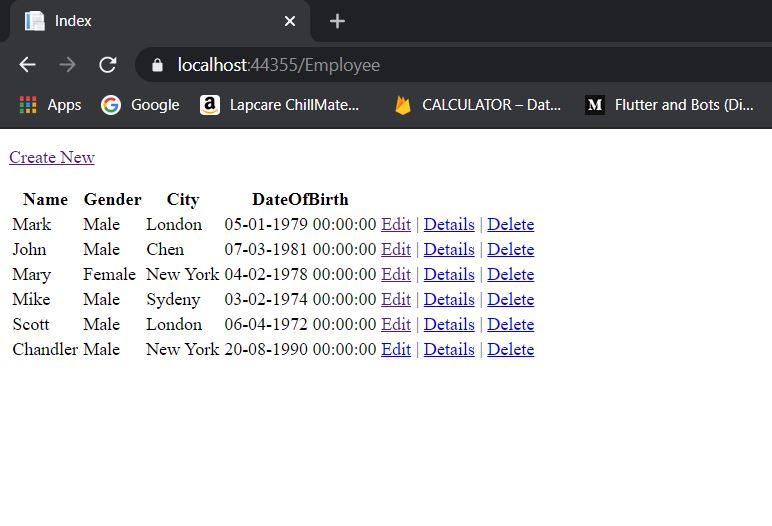 Index
localhost:44355/Employee
Apps Google Lapcare ChillMate... CALCULATOR – Dat... M Flutter and Bots (Di...
Create New
Name Gender City DateOfBirth
Mark Male London 05-01-1979 00:00:00 Edit | Details | Delete
John Male Chen 07-03-1981 00:00:00 Edit | Details | Delete
Mary Female New York 04-02-1978 00:00:00 Edit | Details | Delete
Mike Male Sydeny 03-02-1974 00:00:00 Edit | Details | Delete
Scott Male London 06-04-1972 00:00:00 Edit | Details | Delete
Chandler Male New York 20-08-1990 00:00:00 Edit | Details | Delete